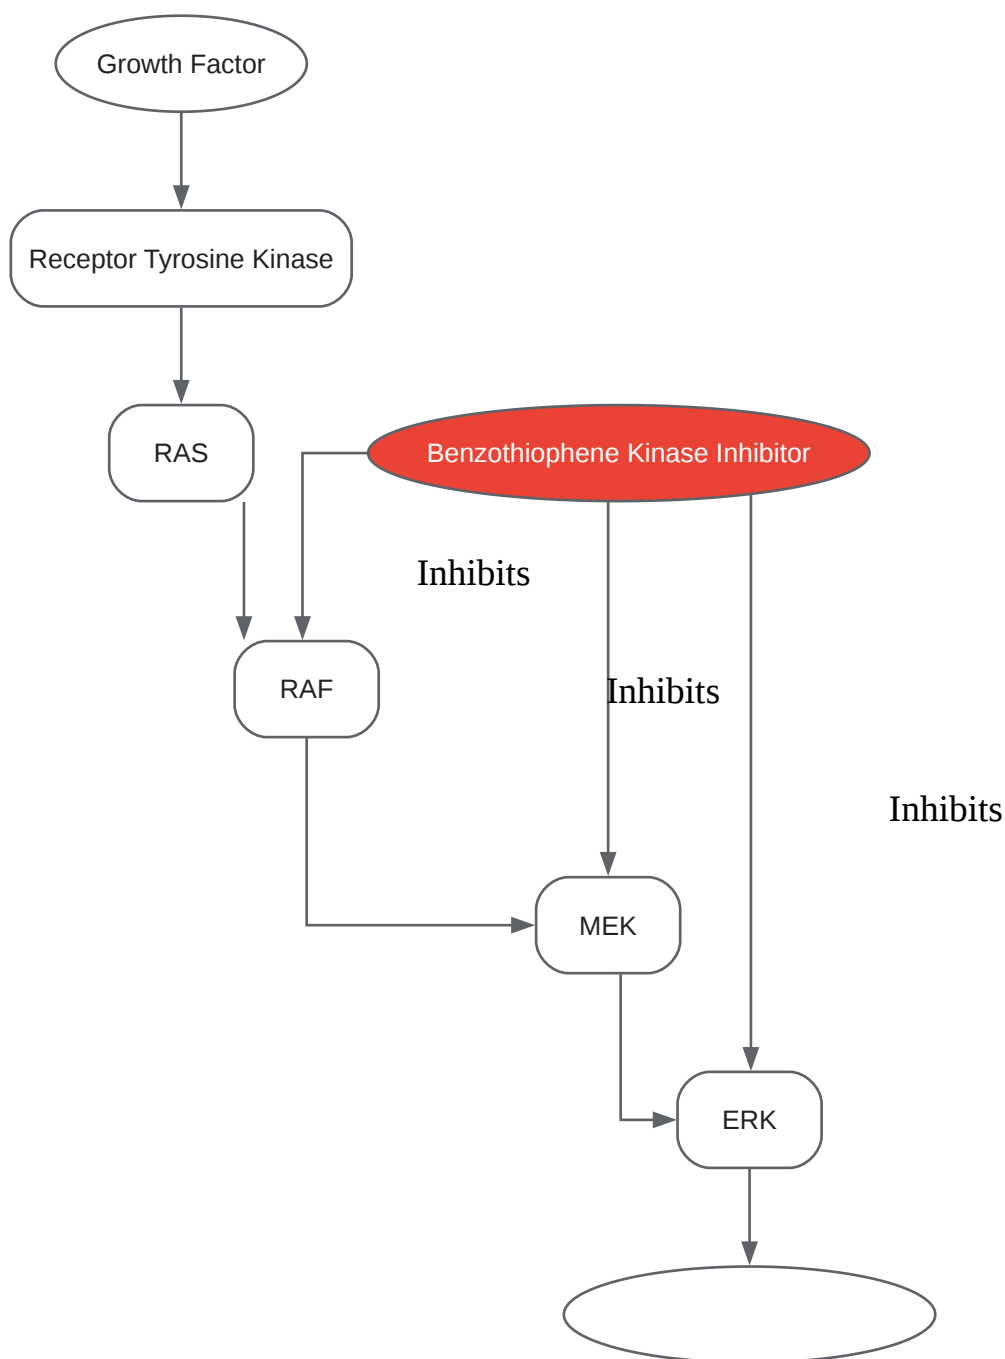 Growth Factor
Receptor Tyrosine Kinase
RAS
Benzothiophene Kinase Inhibitor
Inhibits
RAF
Inhibits
Inhibits
MEK
ERK